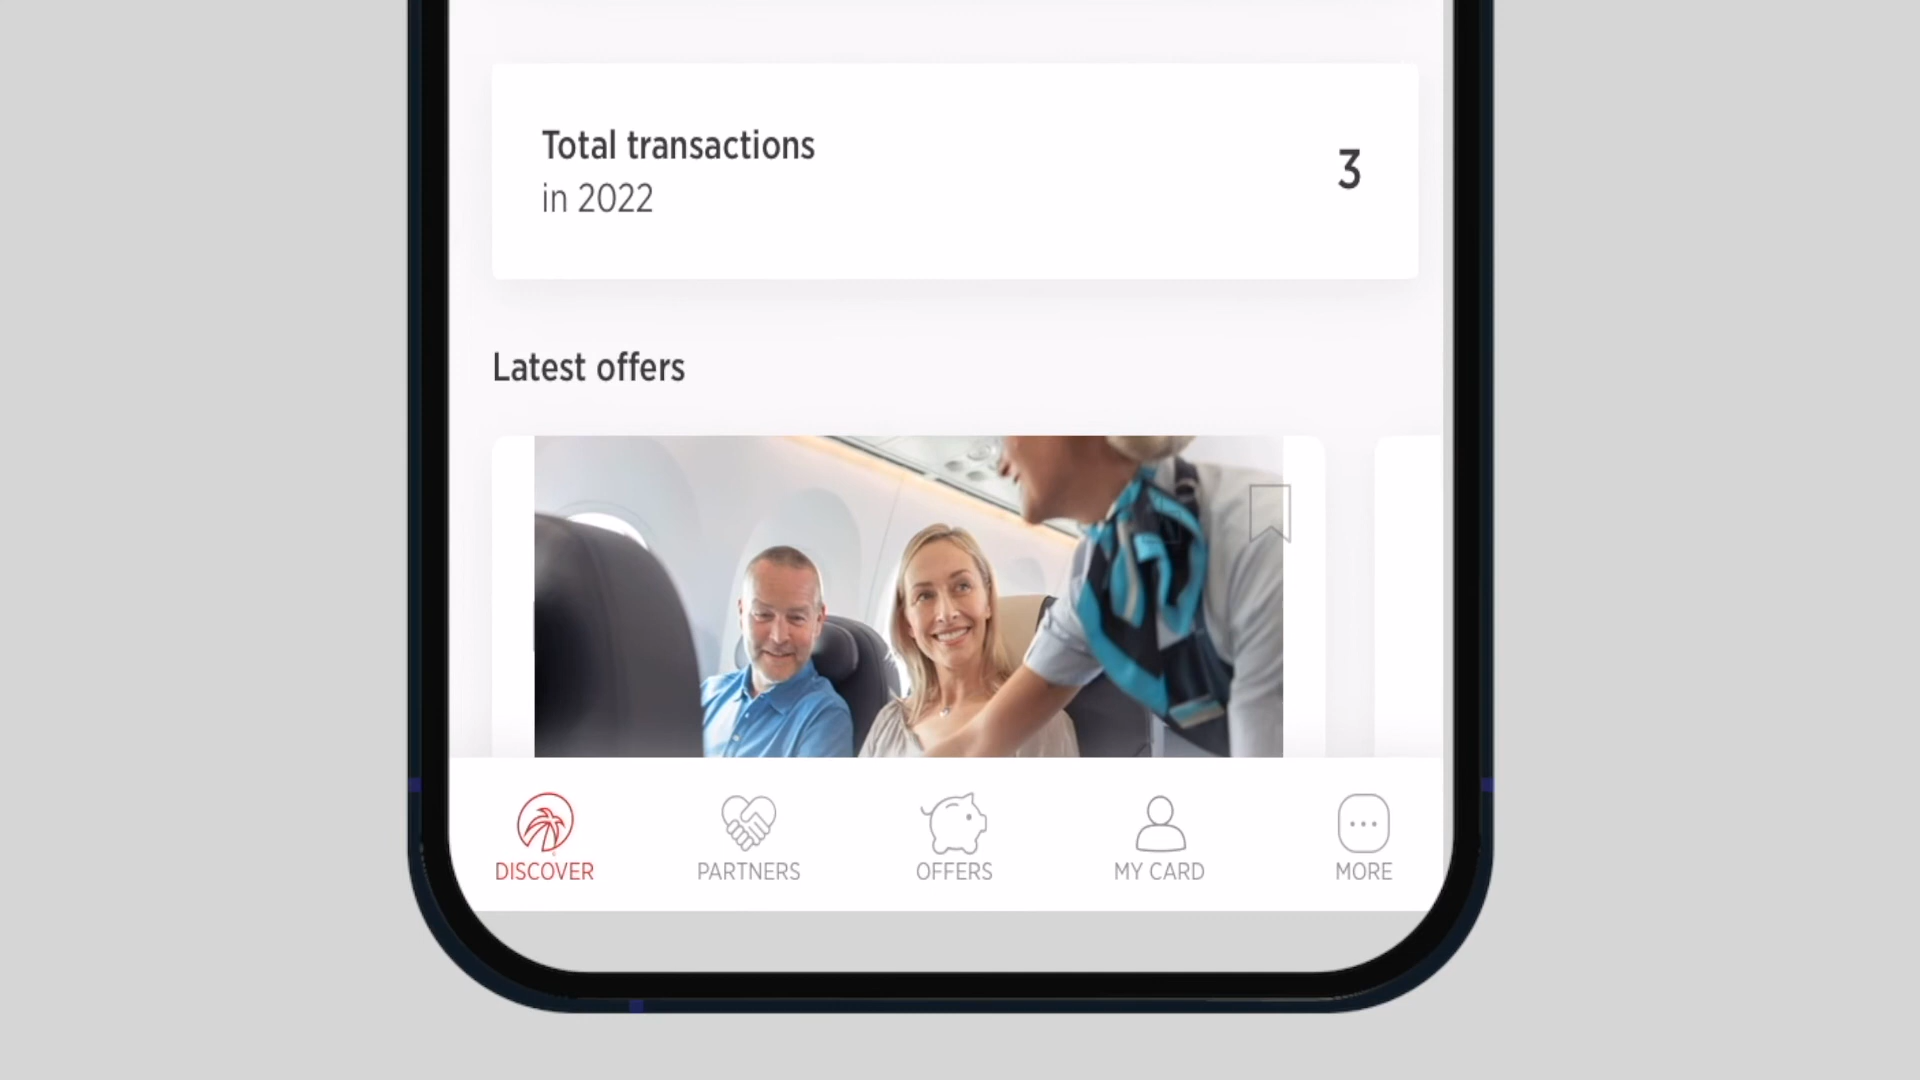 Total transactions
in 2022
3
Latest offers
DISCOVER
PARTNERS
OFFERS
MY CARD
MORE